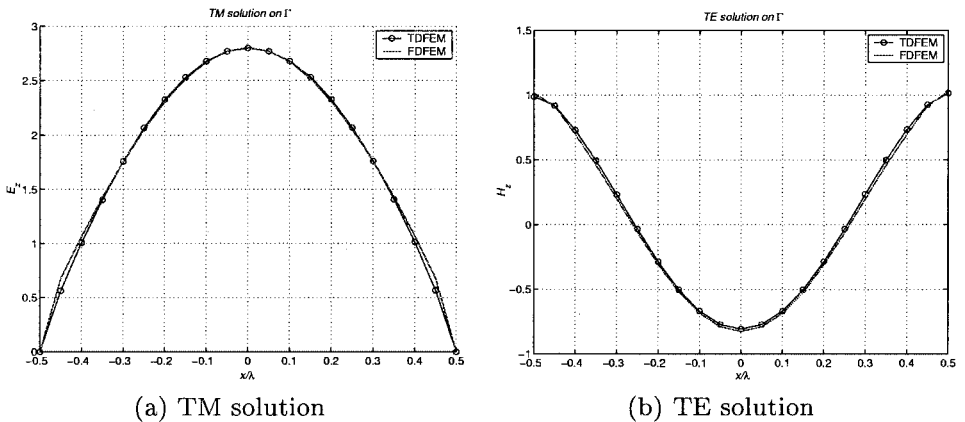 TM solution on Γ
3
2.5
2
1.5
1
0.5
0
E_z
TDFEM
FDFEM
-0.5 -0.4 -0.3 -0.2 -0.1 0 0.1 0.2 0.3 0.4 0.5
x/λ
(a) TM solution
TE solution on Γ
1.5
1
0.5
0
-0.5
-1
H_z
TDFEM
FDFEM
-0.5 -0.4 -0.3 -0.2 -0.1 0 0.1 0.2 0.3 0.4 0.5
x/λ
(b) TE solution